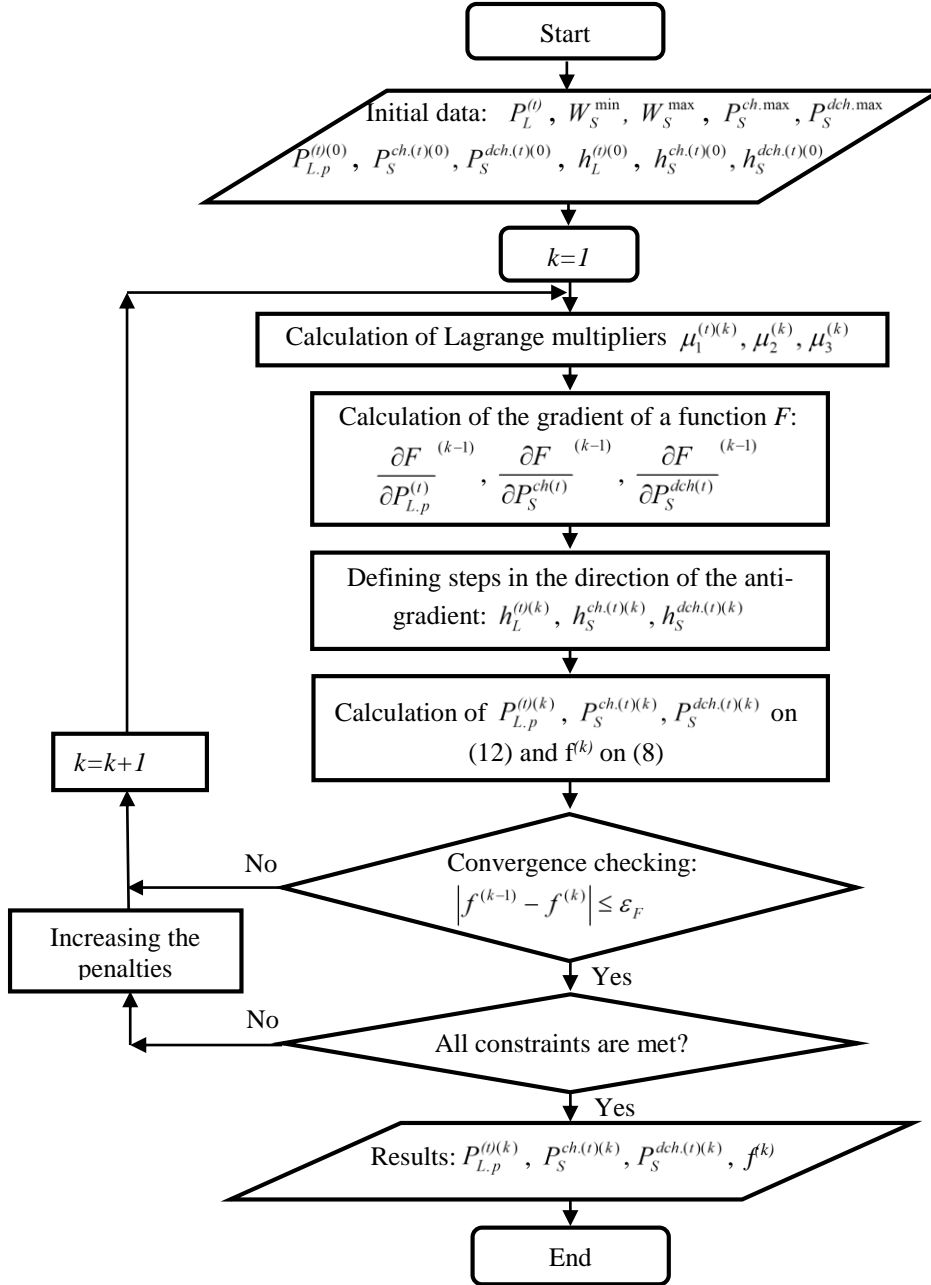 Start
Initial data: P_L^{(t)}, W_S^{min}, W_S^{max}, P_S^{ch.max}, P_S^{dch.max}
P_{L.p}^{(t)(0)}, P_S^{ch.(t)(0)}, P_S^{dch.(t)(0)}, h_L^{(t)(0)}, h_S^{ch.(t)(0)}, h_S^{dch.(t)(0)}
k=1
Calculation of Lagrange multipliers μ_1^{(t)(k)}, μ_2^{(k)}, μ_3^{(k)}
Calculation of the gradient of a function F:
∂F/∂P_{L.p}^{(t)} ^{(k−1)}, ∂F/∂P_S^{ch(t)} ^{(k−1)}, ∂F/∂P_S^{dch(t)} ^{(k−1)}
Defining steps in the direction of the anti-
gradient: h_L^{(t)(k)}, h_S^{ch.(t)(k)}, h_S^{dch.(t)(k)}
Calculation of P_{L.p}^{(t)(k)}, P_S^{ch.(t)(k)}, P_S^{dch.(t)(k)} on
(12) and f^{(k)} on (8)
k=k+1
No
Convergence checking:
|f^{(k−1)} − f^{(k)}| ≤ ε_F
Increasing the
penalties
Yes
No
All constraints are met?
Yes
Results: P_{L.p}^{(t)(k)}, P_S^{ch.(t)(k)}, P_S^{dch.(t)(k)}, f^{(k)}
End